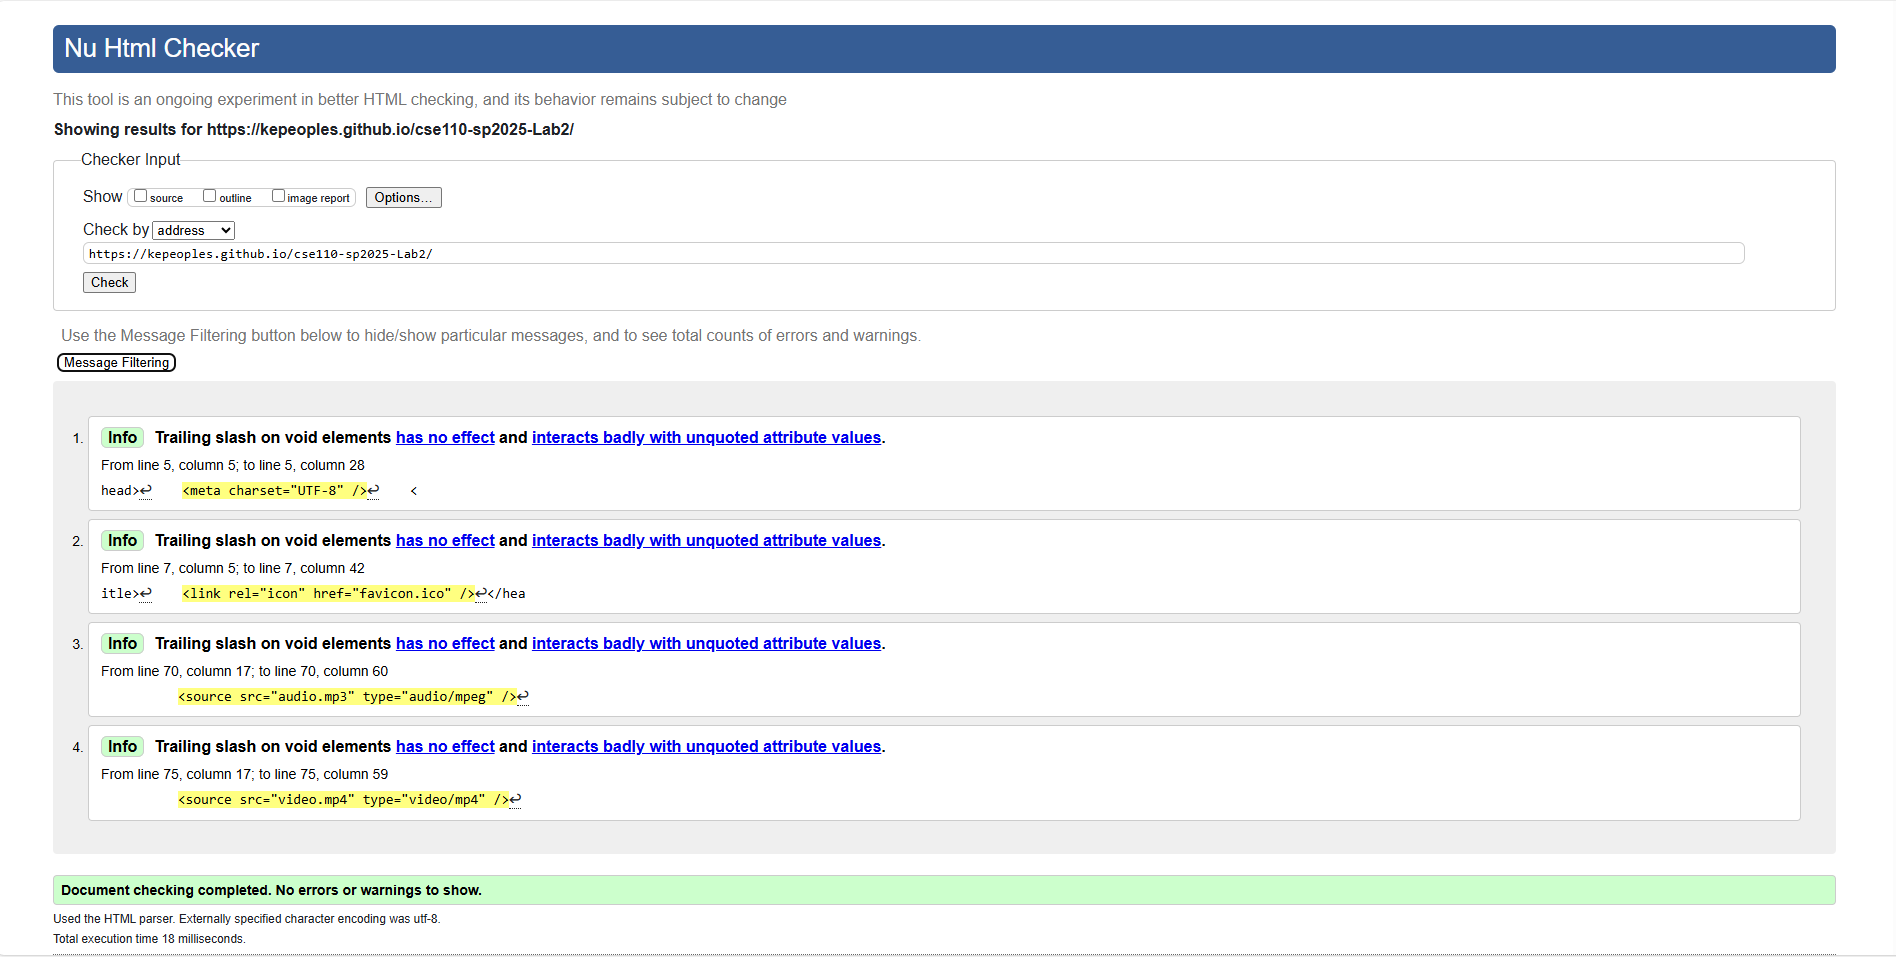 Nu Html Checker
This tool is an ongoing experiment in better HTML checking, and its behavior remains subject to change
Showing results for https://kepeoples.github.io/cse110-sp2025-Lab2/
Checker Input
Show source outline image report Options...
Check by address
https://kepeoples.github.io/cse110-sp2025-Lab2/
Check
Use the Message Filtering button below to hide/show particular messages, and to see total counts of errors and warnings.
Message Filtering
1. Info Trailing slash on void elements has no effect and interacts badly with unquoted attribute values.
From line 5, column 5; to line 5, column 28
head>↩ <meta charset="UTF-8" />↩ <
2. Info Trailing slash on void elements has no effect and interacts badly with unquoted attribute values.
From line 7, column 5; to line 7, column 42
itle>↩ <link rel="icon" href="favicon.ico" />↩</hea
3. Info Trailing slash on void elements has no effect and interacts badly with unquoted attribute values.
From line 70, column 17; to line 70, column 60
<source src="audio.mp3" type="audio/mpeg" />↩
4. Info Trailing slash on void elements has no effect and interacts badly with unquoted attribute values.
From line 75, column 17; to line 75, column 59
<source src="video.mp4" type="video/mp4" />↩
Document checking completed. No errors or warnings to show.
Used the HTML parser. Externally specified character encoding was utf-8.
Total execution time 18 milliseconds.